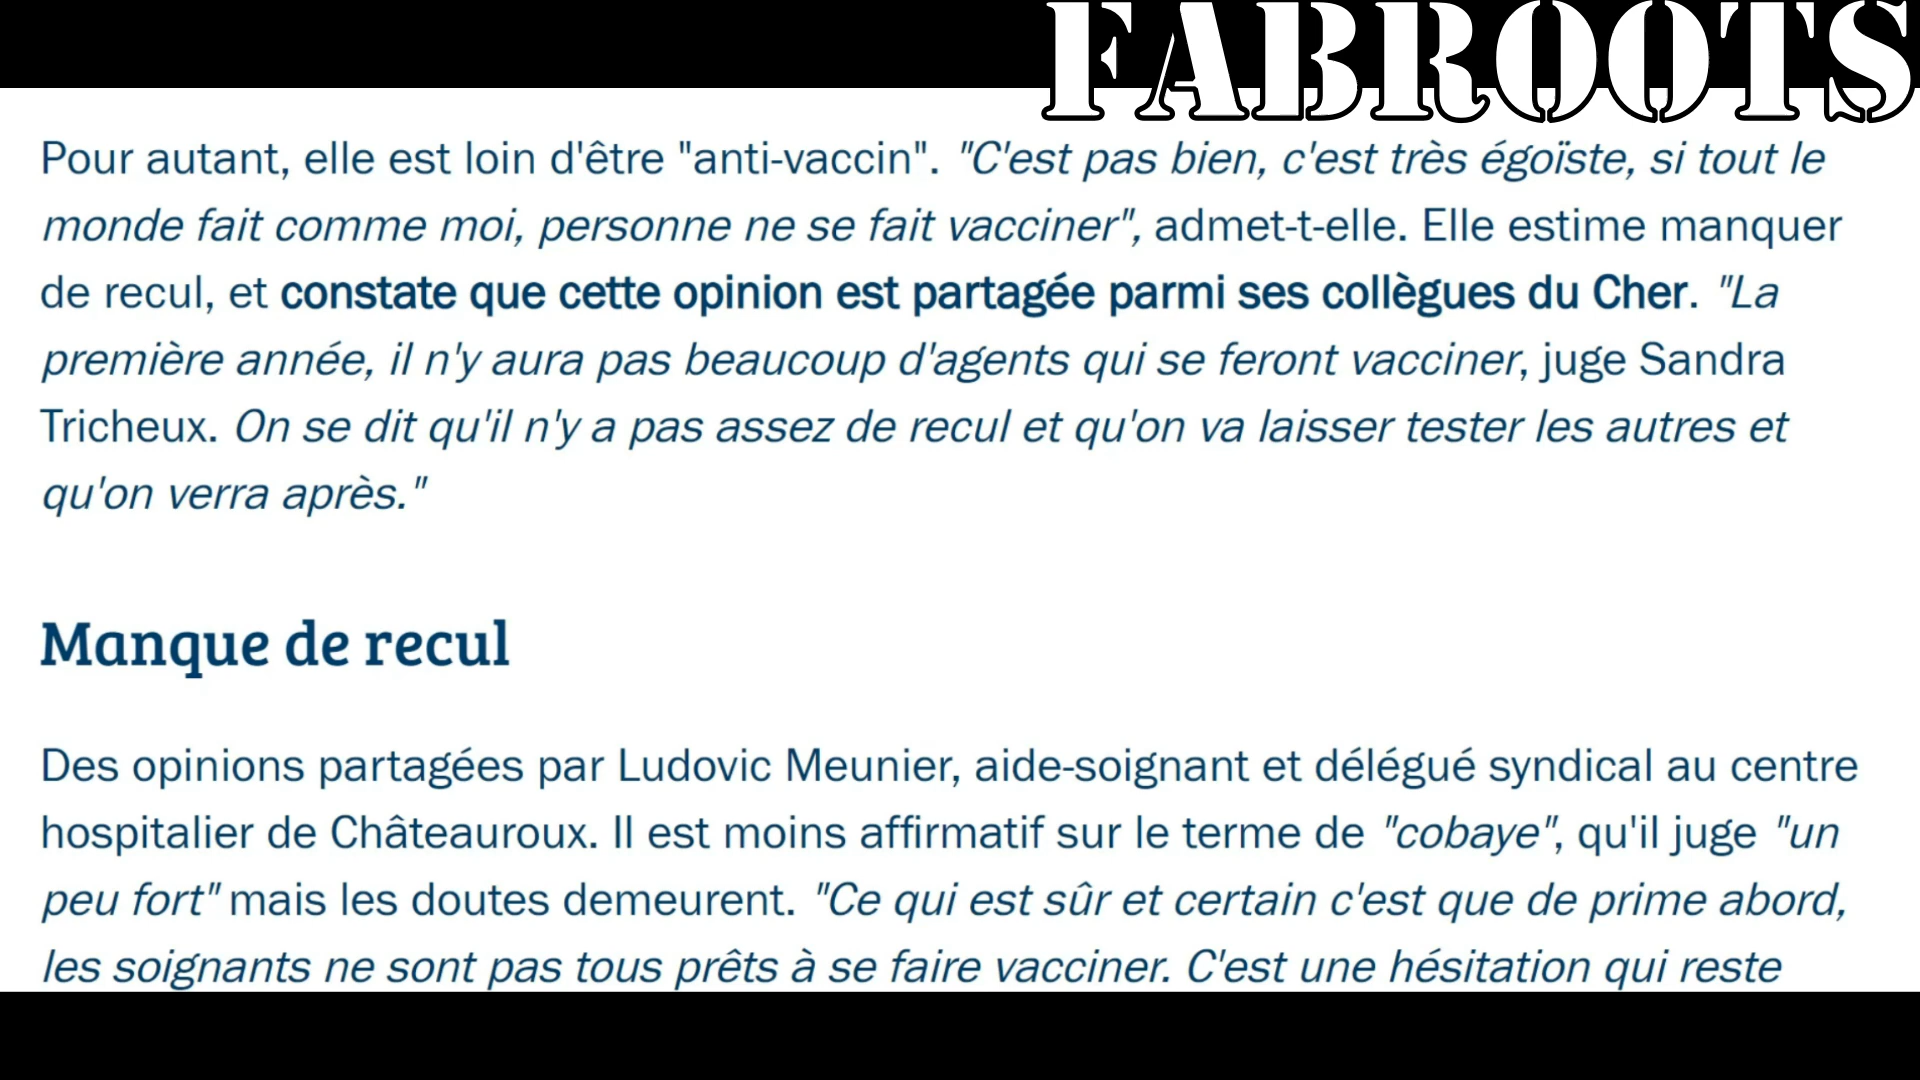 FABROOTS
Pour autant, elle est loin d'être "anti-vaccin". "C'est pas bien, c'est très égoïste, si tout le
monde fait comme moi, personne ne se fait vacciner", admet-t-elle. Elle estime manquer
de recul, et constate que cette opinion est partagée parmi ses collègues du Cher. "La
première année, il n'y aura pas beaucoup d'agents qui se feront vacciner, juge Sandra
Tricheux. On se dit qu'il n'y a pas assez de recul et qu'on va laisser tester les autres et
qu'on verra après."
Manque de recul
Des opinions partagées par Ludovic Meunier, aide-soignant et délégué syndical au centre
hospitalier de Châteauroux. Il est moins affirmatif sur le terme de "cobaye", qu'il juge "un
peu fort" mais les doutes demeurent. "Ce qui est sûr et certain c'est que de prime abord,
les soignants ne sont pas tous prêts à se faire vacciner. C'est une hésitation qui reste